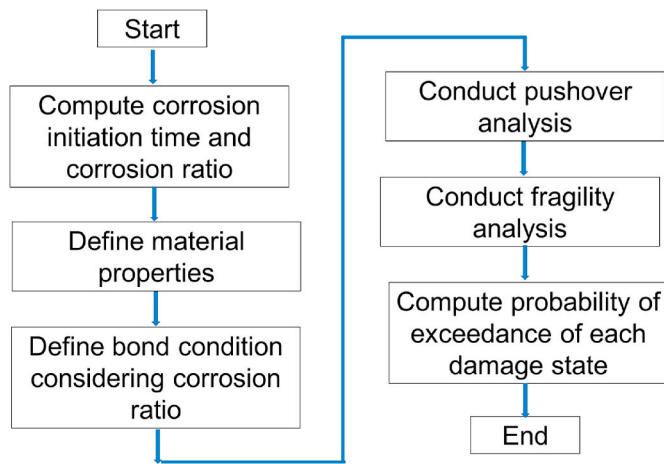 Start
Compute corrosion
initiation time and
corrosion ratio
Define material
properties
Define bond condition
considering corrosion
ratio
Conduct pushover
analysis
Conduct fragility
analysis
Compute probability of
exceedance of each
damage state
End